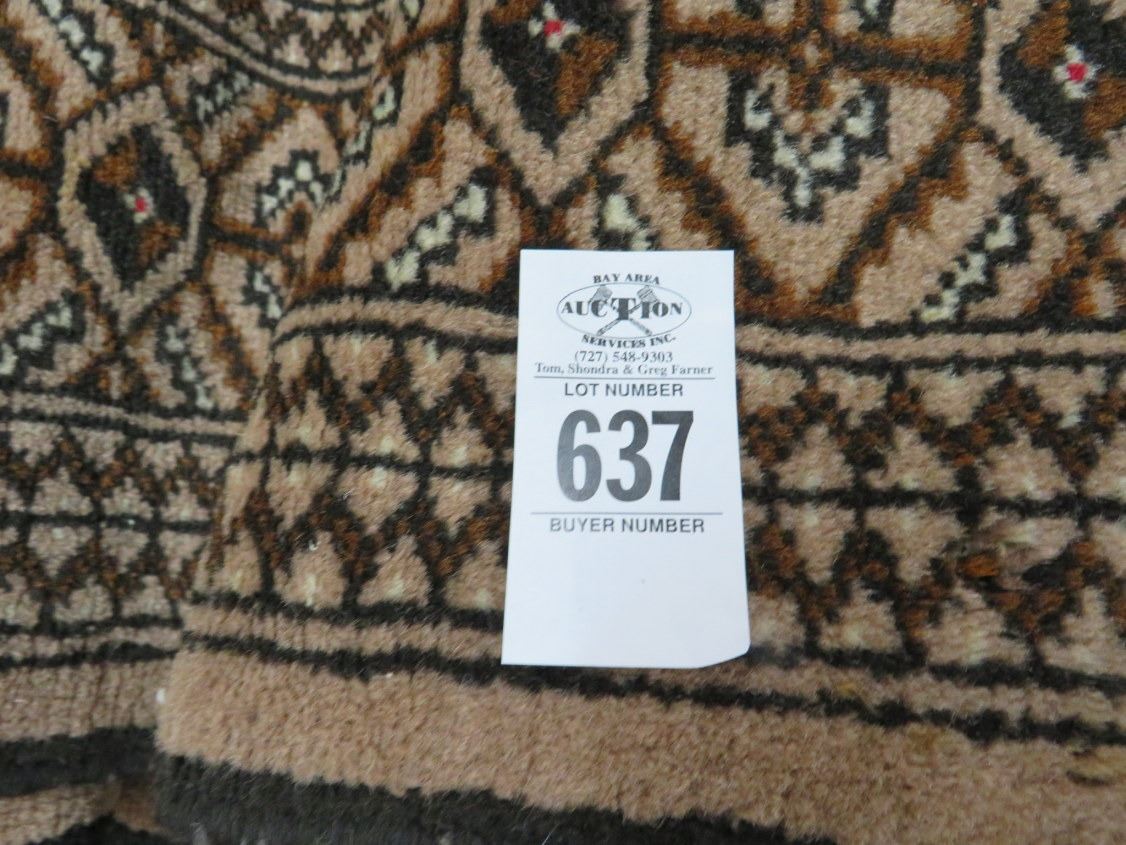 BAY AREA
AUCTION
SERVICES INC.
(727) 548-9303
Tom, Shondra & Greg Farner
LOT NUMBER
637
BUYER NUMBER